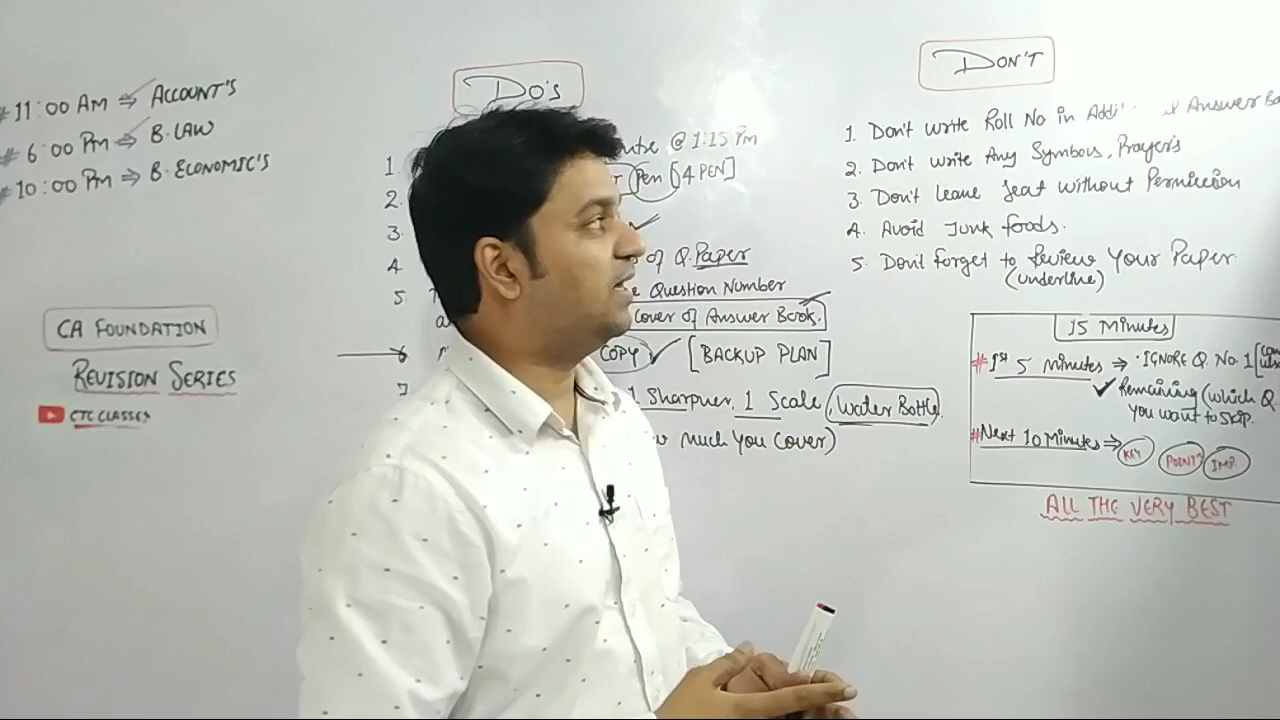 # 11:00 AM ⇒ ACCOUNT'S
# 6:00 PM ⇒ B.LAW
# 10:00 PM ⇒ B.ECONOMIC'S
CA FOUNDATION
REVISION SERIES
CTC CLASSES
DO'S
1. @ 1:15 PM
2. Pen [4 PEN]
3.
4. of Q.Paper
5. Question Number
Cover of Answer Book.
COPY [BACKUP PLAN]
1 Sharpner, 1 Scale, Water Bottle
much You Cover)
DON'T
1. Don't write Roll No in Answer
2. Don't write Any Symbols, Prayer's
3. Don't leave seat without Permission
4. Avoid Junk foods.
5. Don't forget to Review Your Paper
(underline)
15 Minutes
# 1st 5 minutes ⇒ IGNORE Q. No. 1
Remaining (which Q
You want to skip.
# Next 10 Minutes ⇒ KEY POINTS IMP.
ALL THE VERY BEST